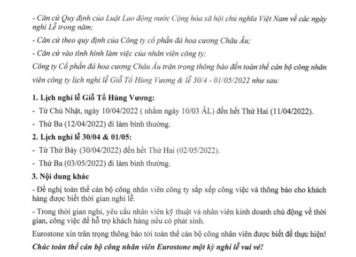 - Căn cứ Quy định của Luật Lao động nước Cộng hòa xã hội chủ nghĩa Việt Nam về các ngày
nghỉ Lễ trong năm;
- Căn cứ theo quy định của Công ty cổ phần đá hoa cương Châu Âu;
- Căn cứ vào tình hình làm việc của nhân viên công ty;
Công ty Cổ phần đá hoa cương Châu Âu trân trọng thông báo đến toàn thể cán bộ công nhân
viên công ty lịch nghỉ lễ Giỗ Tổ Hùng Vương & lễ 30/4 - 01/05/2022 như sau:
1. Lịch nghỉ lễ Giỗ Tổ Hùng Vương:
- Từ Chủ Nhật, ngày 10/04/2022 ( nhằm ngày 10/03 ÂL) đến hết Thứ Hai (11/04/2022).
- Thứ Ba (12/04/2022) đi làm bình thường.
2. Lịch nghỉ lễ 30/04 & 01/05:
- Từ Thứ Bảy (30/04/2022) đến hết Thứ Hai (02/05/2022).
- Thứ Ba (03/05/2022) đi làm bình thường.
3. Nội dung khác
- Đề nghị toàn thể cán bộ công nhân viên công ty sắp xếp công việc và thông báo cho khách
hàng được biết thời gian nghỉ lễ.
- Trong thời gian nghỉ, yêu cầu nhân viên kỹ thuật và nhân viên kinh doanh chủ động về thời
gian, công việc để hỗ trợ khách hàng nếu có phát sinh.
Eurostone xin trân trọng thông báo tới toàn thể cán bộ công nhân viên được biết để thực hiện!
Chúc toàn thể cán bộ công nhân viên Eurostone một kỳ nghỉ lễ vui vẻ!